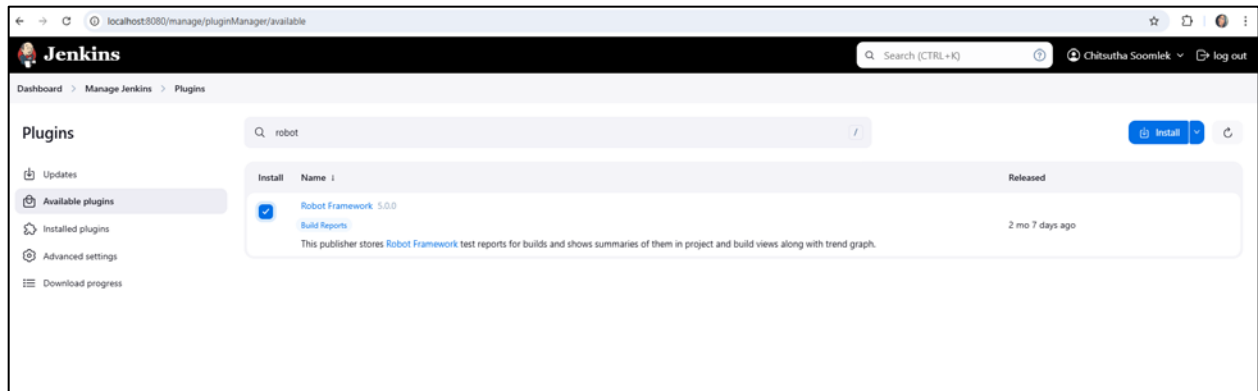 localhost:8080/manage/pluginManager/available
Jenkins
Search (CTRL+K)
Chitsutha Soomlek
log out
Dashboard > Manage Jenkins > Plugins
Plugins
robot
/
Install
Updates
Available plugins
Installed plugins
Advanced settings
Download progress
Install Name ↓ Released
Robot Framework 5.0.0
Build Reports
This publisher stores Robot Framework test reports for builds and shows summaries of them in project and build views along with trend graph.
2 mo 7 days ago